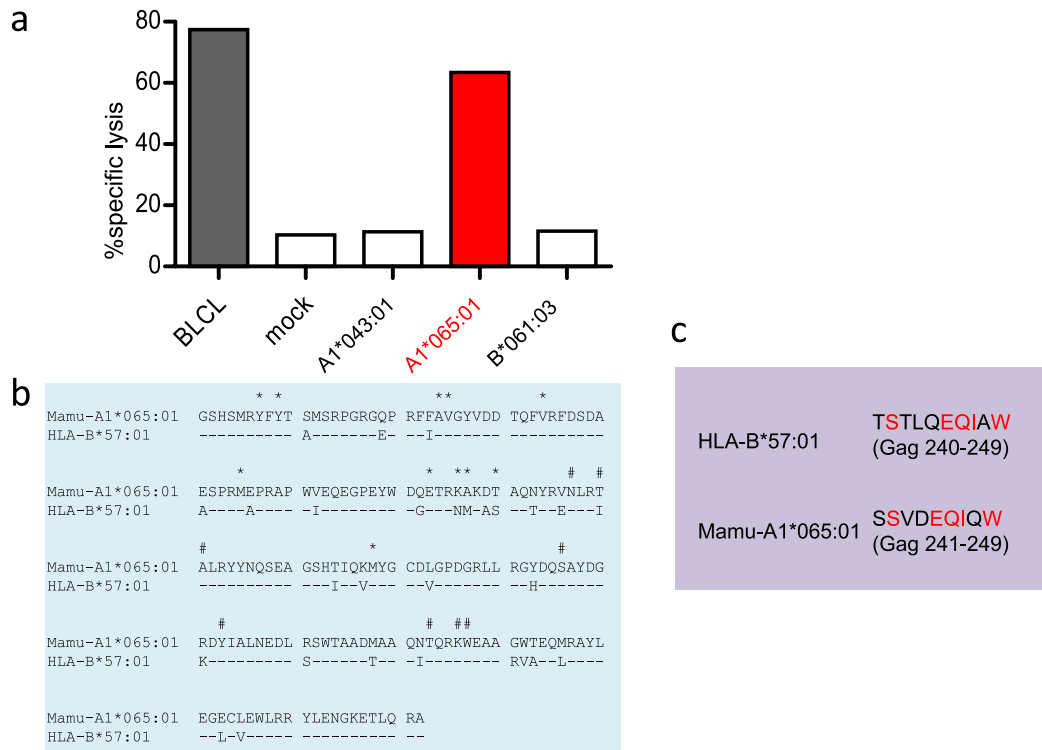 a
%specific lysis
80
60
40
20
0
BLCL
mock
A1*043:01
A1*065:01
B*061:03
b
* * ** *
Mamu-A1*065:01 GSHSMRYFYT SMSRPGRGQP RFFAVGYVDD TQFVRFDSDA
HLA-B*57:01 ---------- A-------E- --I------- ----------
* * ** * # #
Mamu-A1*065:01 ESPRMEPRAP WVEQEGPEYW DQETRKAKDT AQNYRVNLRT
HLA-B*57:01 A----A---- -I-------- -G---NM-AS --T--E---I
# * #
Mamu-A1*065:01 ALRYYNQSEA GSHTIQKMYG CDLGPDGRLL RGYDQSAYDG
HLA-B*57:01 ---------- ---I--V--- --V------- --H-------
# # ##
Mamu-A1*065:01 RDYIALNEDL RSWTAADMAA QNTQRKWEAA GWTEQMRAYL
HLA-B*57:01 K--------- S------T-- -I-------- RVA--L----
Mamu-A1*065:01 EGECLEWLRR YLENGKETLQ RA
HLA-B*57:01 --L-V----- ---------- --
c
HLA-B*57:01 TSTLQEQIAW
(Gag 240-249)
Mamu-A1*065:01 SSVDEQIQW
(Gag 241-249)